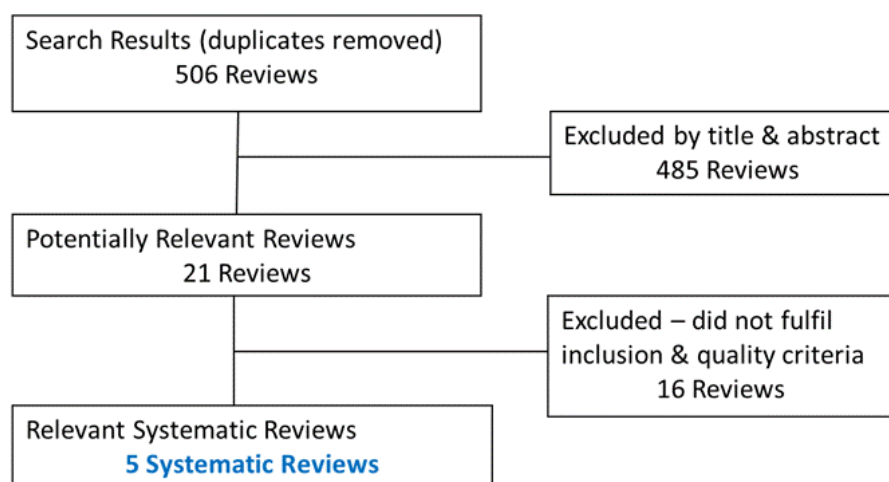 Search Results (duplicates removed)
506 Reviews
Excluded by title & abstract
485 Reviews
Potentially Relevant Reviews
21 Reviews
Excluded – did not fulfil
inclusion & quality criteria
16 Reviews
Relevant Systematic Reviews
5 Systematic Reviews